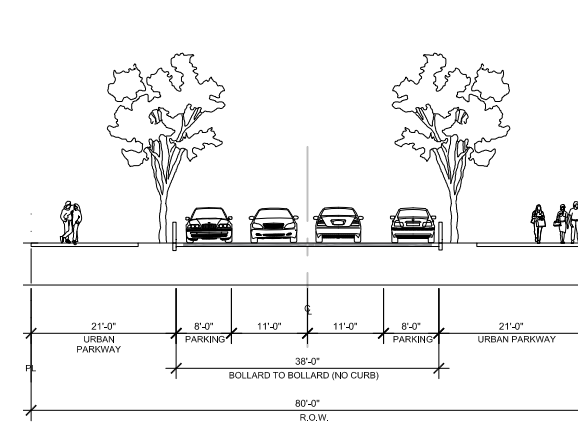 ℄
21'-0" 8'-0" 11'-0" 11'-0" 8'-0" 21'-0"
URBAN PARKING PARKING URBAN PARKWAY
PARKWAY
38'-0"
PL BOLLARD TO BOLLARD (NO CURB)
80'-0"
R.O.W.